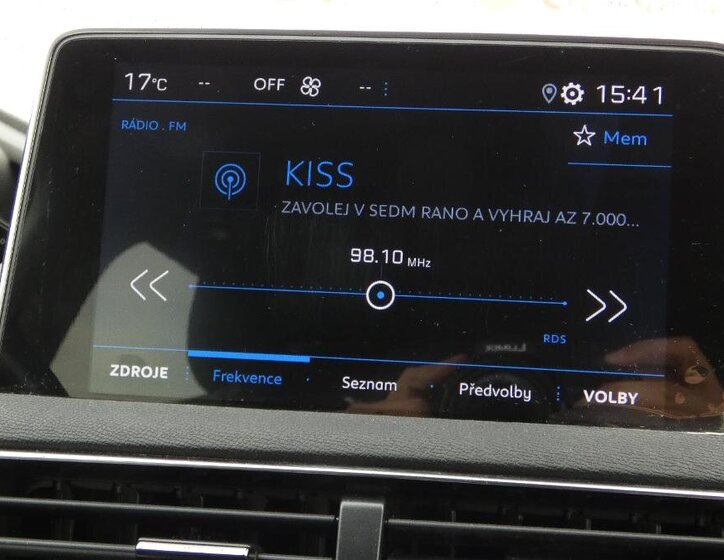 17°C -- OFF -- 15:41
RÁDIO . FM
Mem
KISS
ZAVOLEJ V SEDM RANO A VYHRAJ AZ 7.000...
98.10 MHz
RDS
ZDROJE Frekvence Seznam Předvolby VOLBY